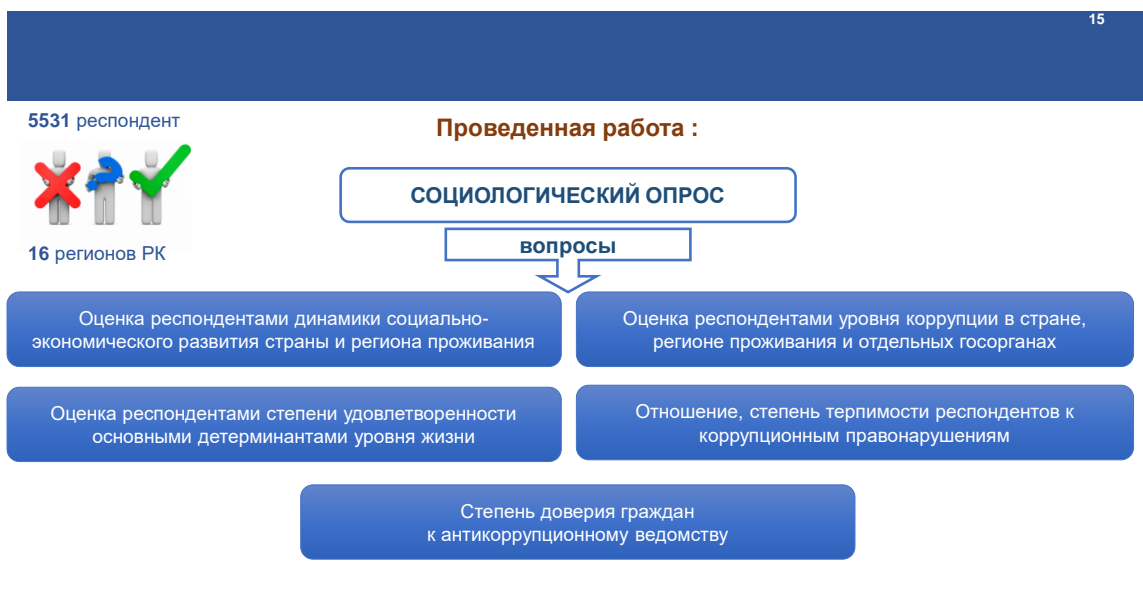 15
5531 респондент
Проведенная работа :
СОЦИОЛОГИЧЕСКИЙ ОПРОС
16 регионов РК
вопросы
Оценка респондентами динамики социально-
экономического развития страны и региона проживания
Оценка респондентами уровня коррупции в стране,
регионе проживания и отдельных госорганах
Оценка респондентами степени удовлетворенности
основными детерминантами уровня жизни
Отношение, степень терпимости респондентов к
коррупционным правонарушениям
Степень доверия граждан
к антикоррупционному ведомству